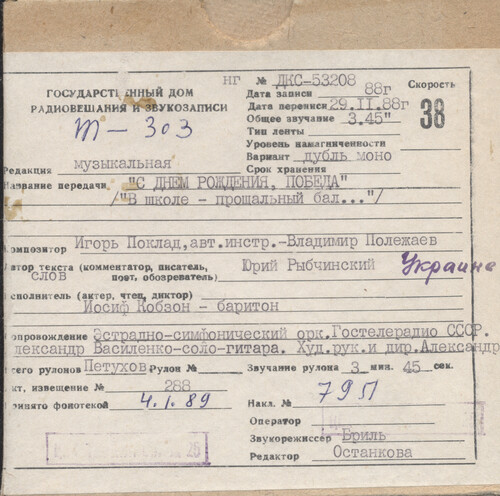 нг № ДКС-53208
ГОСУДАРСТВЕННЫЙ ДОМ
РАДИОВЕЩАНИЯ И ЗВУКОЗАПИСИ
Т-303
Дата записи 88г
Дата переписи 29.II.88г
Общее звучание 3.45"
Тип ленты
Уровень намагниченности
Вариант дубль моно
Срок хранения
Скорость
38
Редакция музыкальная
Название передачи "С ДНЕМ РОЖДЕНИЯ, ПОБЕДА"
/"В школе - прощальный бал..."/
Композитор Игорь Поклад,авт.инстр.-Владимир Полежаев
Автор текста (комментатор, писатель, поэт, обозреватель) Юрий Рыбчинский Украина
слов
Исполнитель (актер, чтец, диктор)
Иосиф Кобзон - баритон
Сопровождение Эстрадно-симфонический орк.Гостелерадио СССР.
Александр Василенко-соло-гитара. Худ.рук.и дир.Александр
Всего рулонов Петухов. Рулон № Звучание рулона 3 мин. 45 сек.
Акт, извещение № 288
Принято фонотекой 4.1.89
Накл. № 79П
Оператор
Звукорежиссер Бриль
Редактор Останкова